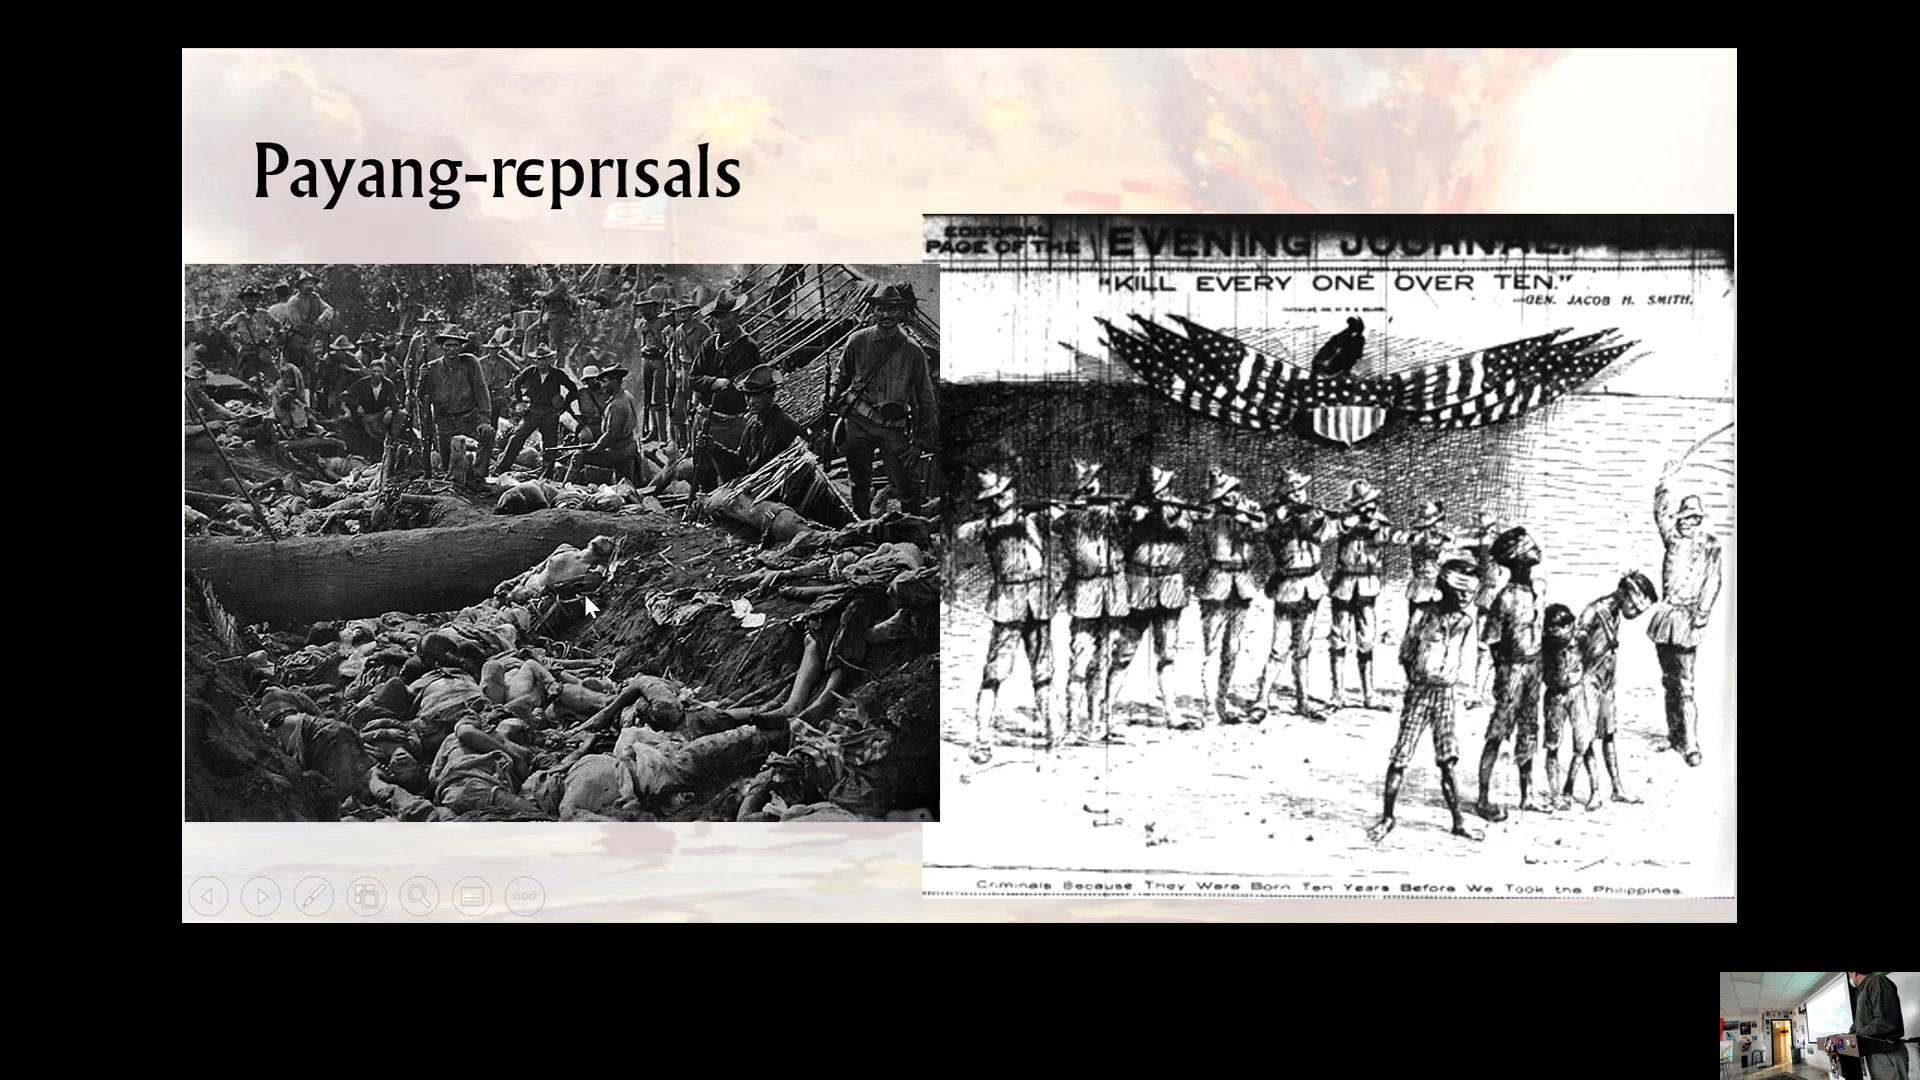 Payang-reprisals
EDITORIAL
PAGE OF THE
EVENING JOURNAL.
"KILL EVERY ONE OVER TEN."
—GEN. JACOB H. SMITH.
Criminals Because They Were Born Ten Years Before We Took the Philippines.